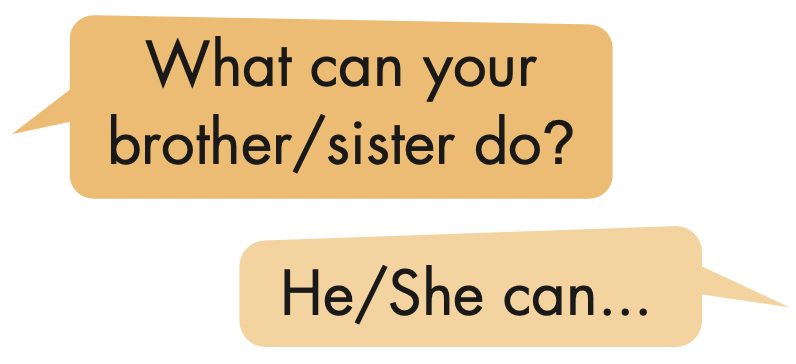 What can your
brother/sister do?
He/She can...